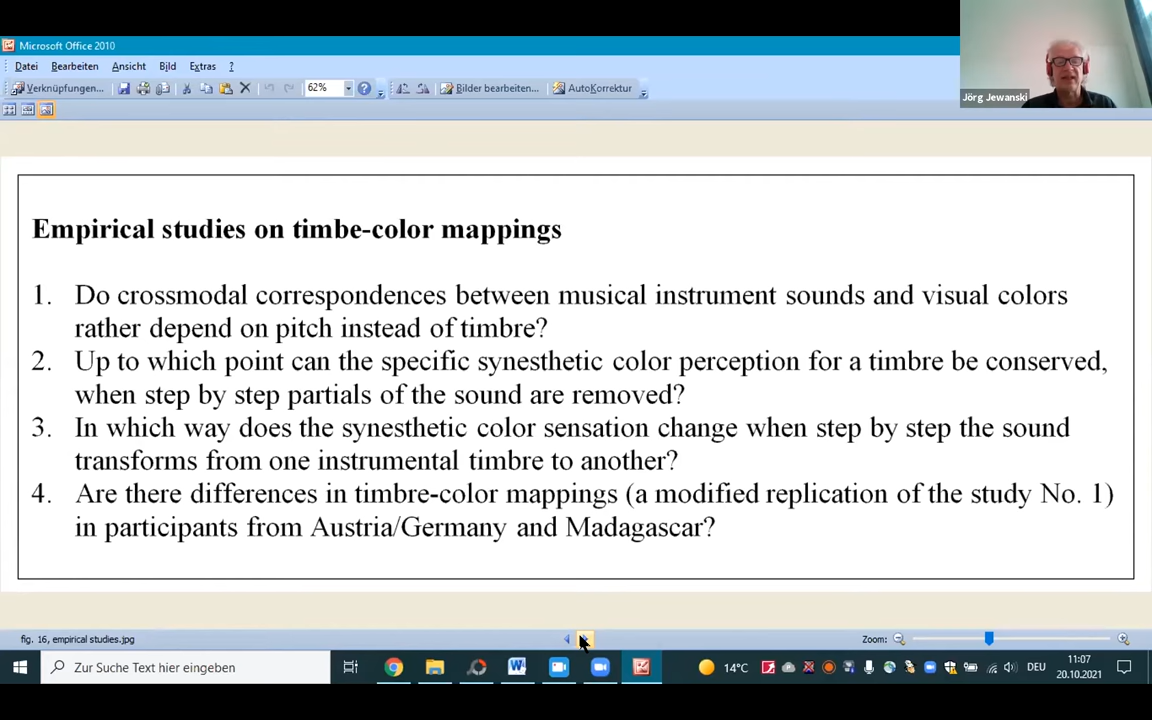 Microsoft Office 2010
Datei Bearbeiten Ansicht Bild Extras ?
Verknüpfungen... 62% Bilder bearbeiten... AutoKorrektur
Jörg Jewanski
Empirical studies on timbe-color mappings
1. Do crossmodal correspondences between musical instrument sounds and visual colors
rather depend on pitch instead of timbre?
2. Up to which point can the specific synesthetic color perception for a timbre be conserved,
when step by step partials of the sound are removed?
3. In which way does the synesthetic color sensation change when step by step the sound
transforms from one instrumental timbre to another?
4. Are there differences in timbre-color mappings (a modified replication of the study No. 1)
in participants from Austria/Germany and Madagascar?
fig. 16, empirical studies.jpg Zoom:
Zur Suche Text hier eingeben 14°C DEU 11:07
20.10.2021